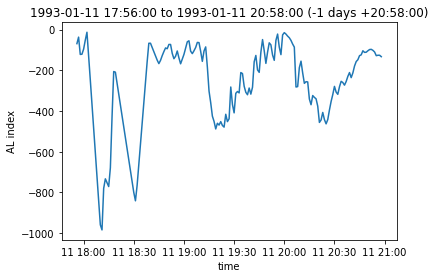 1993-01-11 17:56:00 to 1993-01-11 20:58:00 (-1 days +20:58:00)
0
−200
−400
−600
−800
−1000
AL index
11 18:00 11 18:30 11 19:00 11 19:30 11 20:00 11 20:30 11 21:00
time